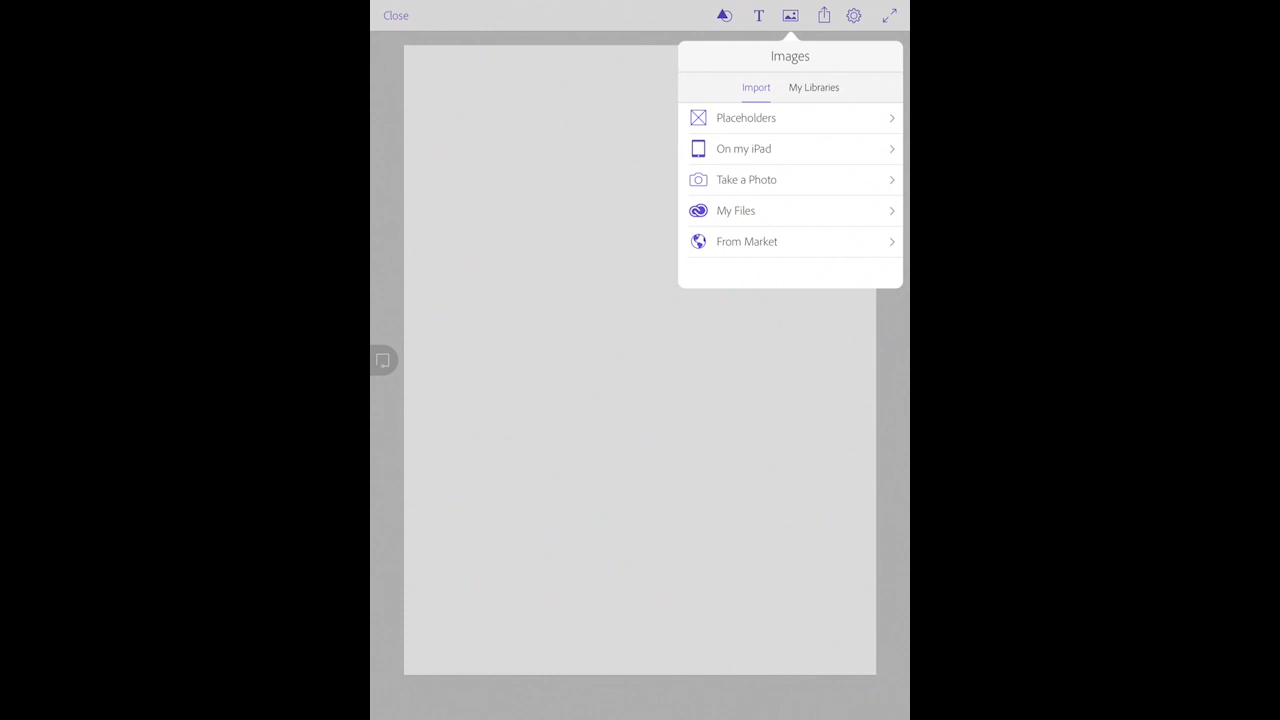 Close
T
Images
Import My Libraries
Placeholders
On my iPad
Take a Photo
My Files
From Market